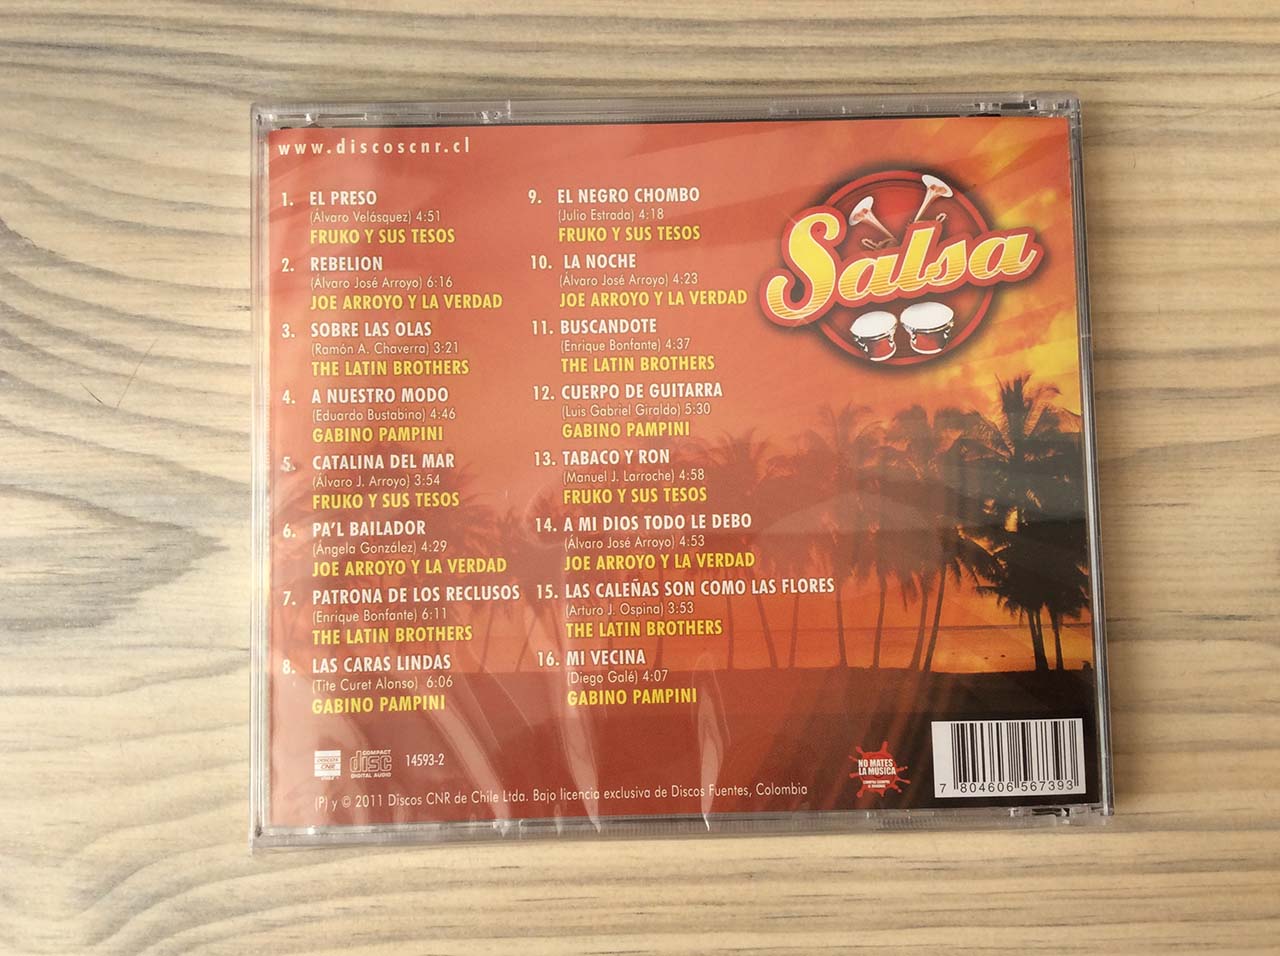 www.discoscnr.cl
1. EL PRESO
(Álvaro Velásquez) 4:51
FRUKO Y SUS TESOS
2. REBELION
(Álvaro José Arroyo) 6:16
JOE ARROYO Y LA VERDAD
3. SOBRE LAS OLAS
(Ramón A. Chaverra) 3:21
THE LATIN BROTHERS
4. A NUESTRO MODO
(Eduardo Bustabino) 4:46
GABINO PAMPINI
5. CATALINA DEL MAR
(Álvaro J. Arroyo) 3:54
FRUKO Y SUS TESOS
6. PA'L BAILADOR
(Ángela González) 4:29
JOE ARROYO Y LA VERDAD
7. PATRONA DE LOS RECLUSOS
(Enrique Bonfante) 6:11
THE LATIN BROTHERS
8. LAS CARAS LINDAS
(Tite Curet Alonso) 6:06
GABINO PAMPINI
9. EL NEGRO CHOMBO
(Julio Estrada) 4:18
FRUKO Y SUS TESOS
10. LA NOCHE
(Álvaro José Arroyo) 4:23
JOE ARROYO Y LA VERDAD
11. BUSCANDOTE
(Enrique Bonfante) 4:37
THE LATIN BROTHERS
12. CUERPO DE GUITARRA
(Luis Gabriel Giraldo) 5:30
GABINO PAMPINI
13. TABACO Y RON
(Manuel J. Larroche) 4:58
FRUKO Y SUS TESOS
14. A MI DIOS TODO LE DEBO
(Álvaro José Arroyo) 4:53
JOE ARROYO Y LA VERDAD
15. LAS CALEÑAS SON COMO LAS FLORES
(Arturo J. Ospina) 3:53
THE LATIN BROTHERS
16. MI VECINA
(Diego Galé) 4:07
GABINO PAMPINI
Salsa
DISCOS
CNR
COMPACT
disc
DIGITAL AUDIO
14593-2
(P) y © 2011 Discos CNR de Chile Ltda. Bajo licencia exclusiva de Discos Fuentes, Colombia
NO MATES
LA MUSICA
7 804606 567393